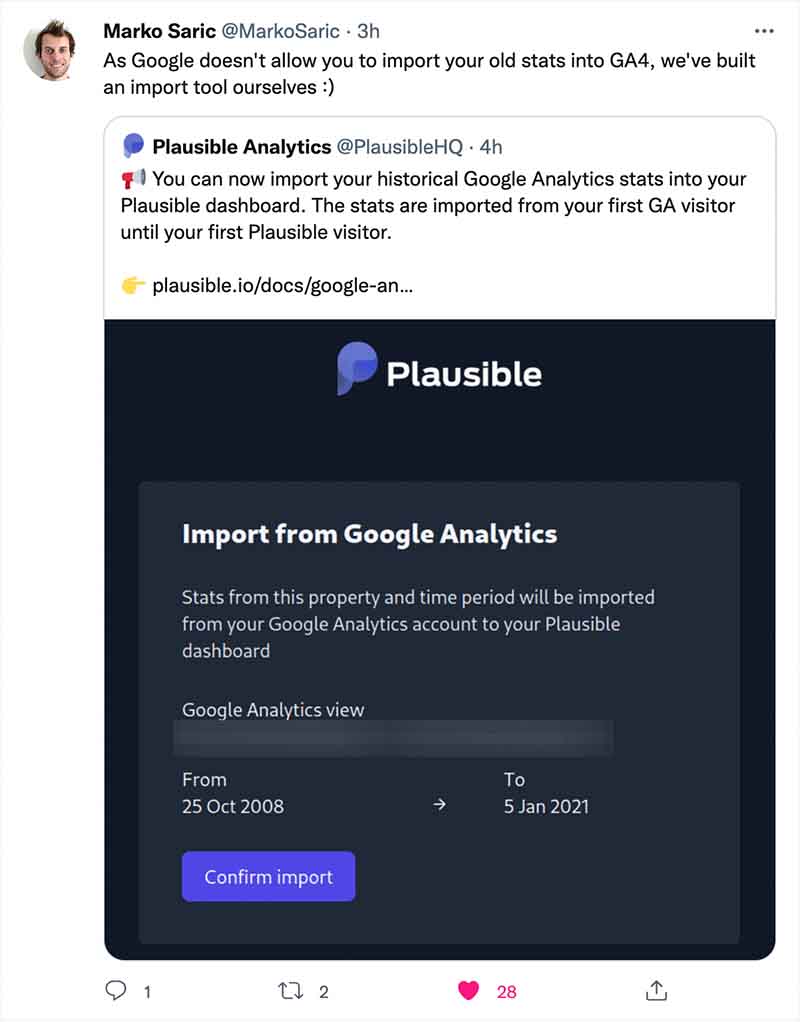 Marko Saric @MarkoSaric · 3h
As Google doesn't allow you to import your old stats into GA4, we've built
an import tool ourselves :)
Plausible Analytics @PlausibleHQ · 4h
📢 You can now import your historical Google Analytics stats into your
Plausible dashboard. The stats are imported from your first GA visitor
until your first Plausible visitor.
👉 plausible.io/docs/google-an...
Plausible
Import from Google Analytics
Stats from this property and time period will be imported
from your Google Analytics account to your Plausible
dashboard
Google Analytics view
From
To
25 Oct 2008 → 5 Jan 2021
Confirm import
1 2 28